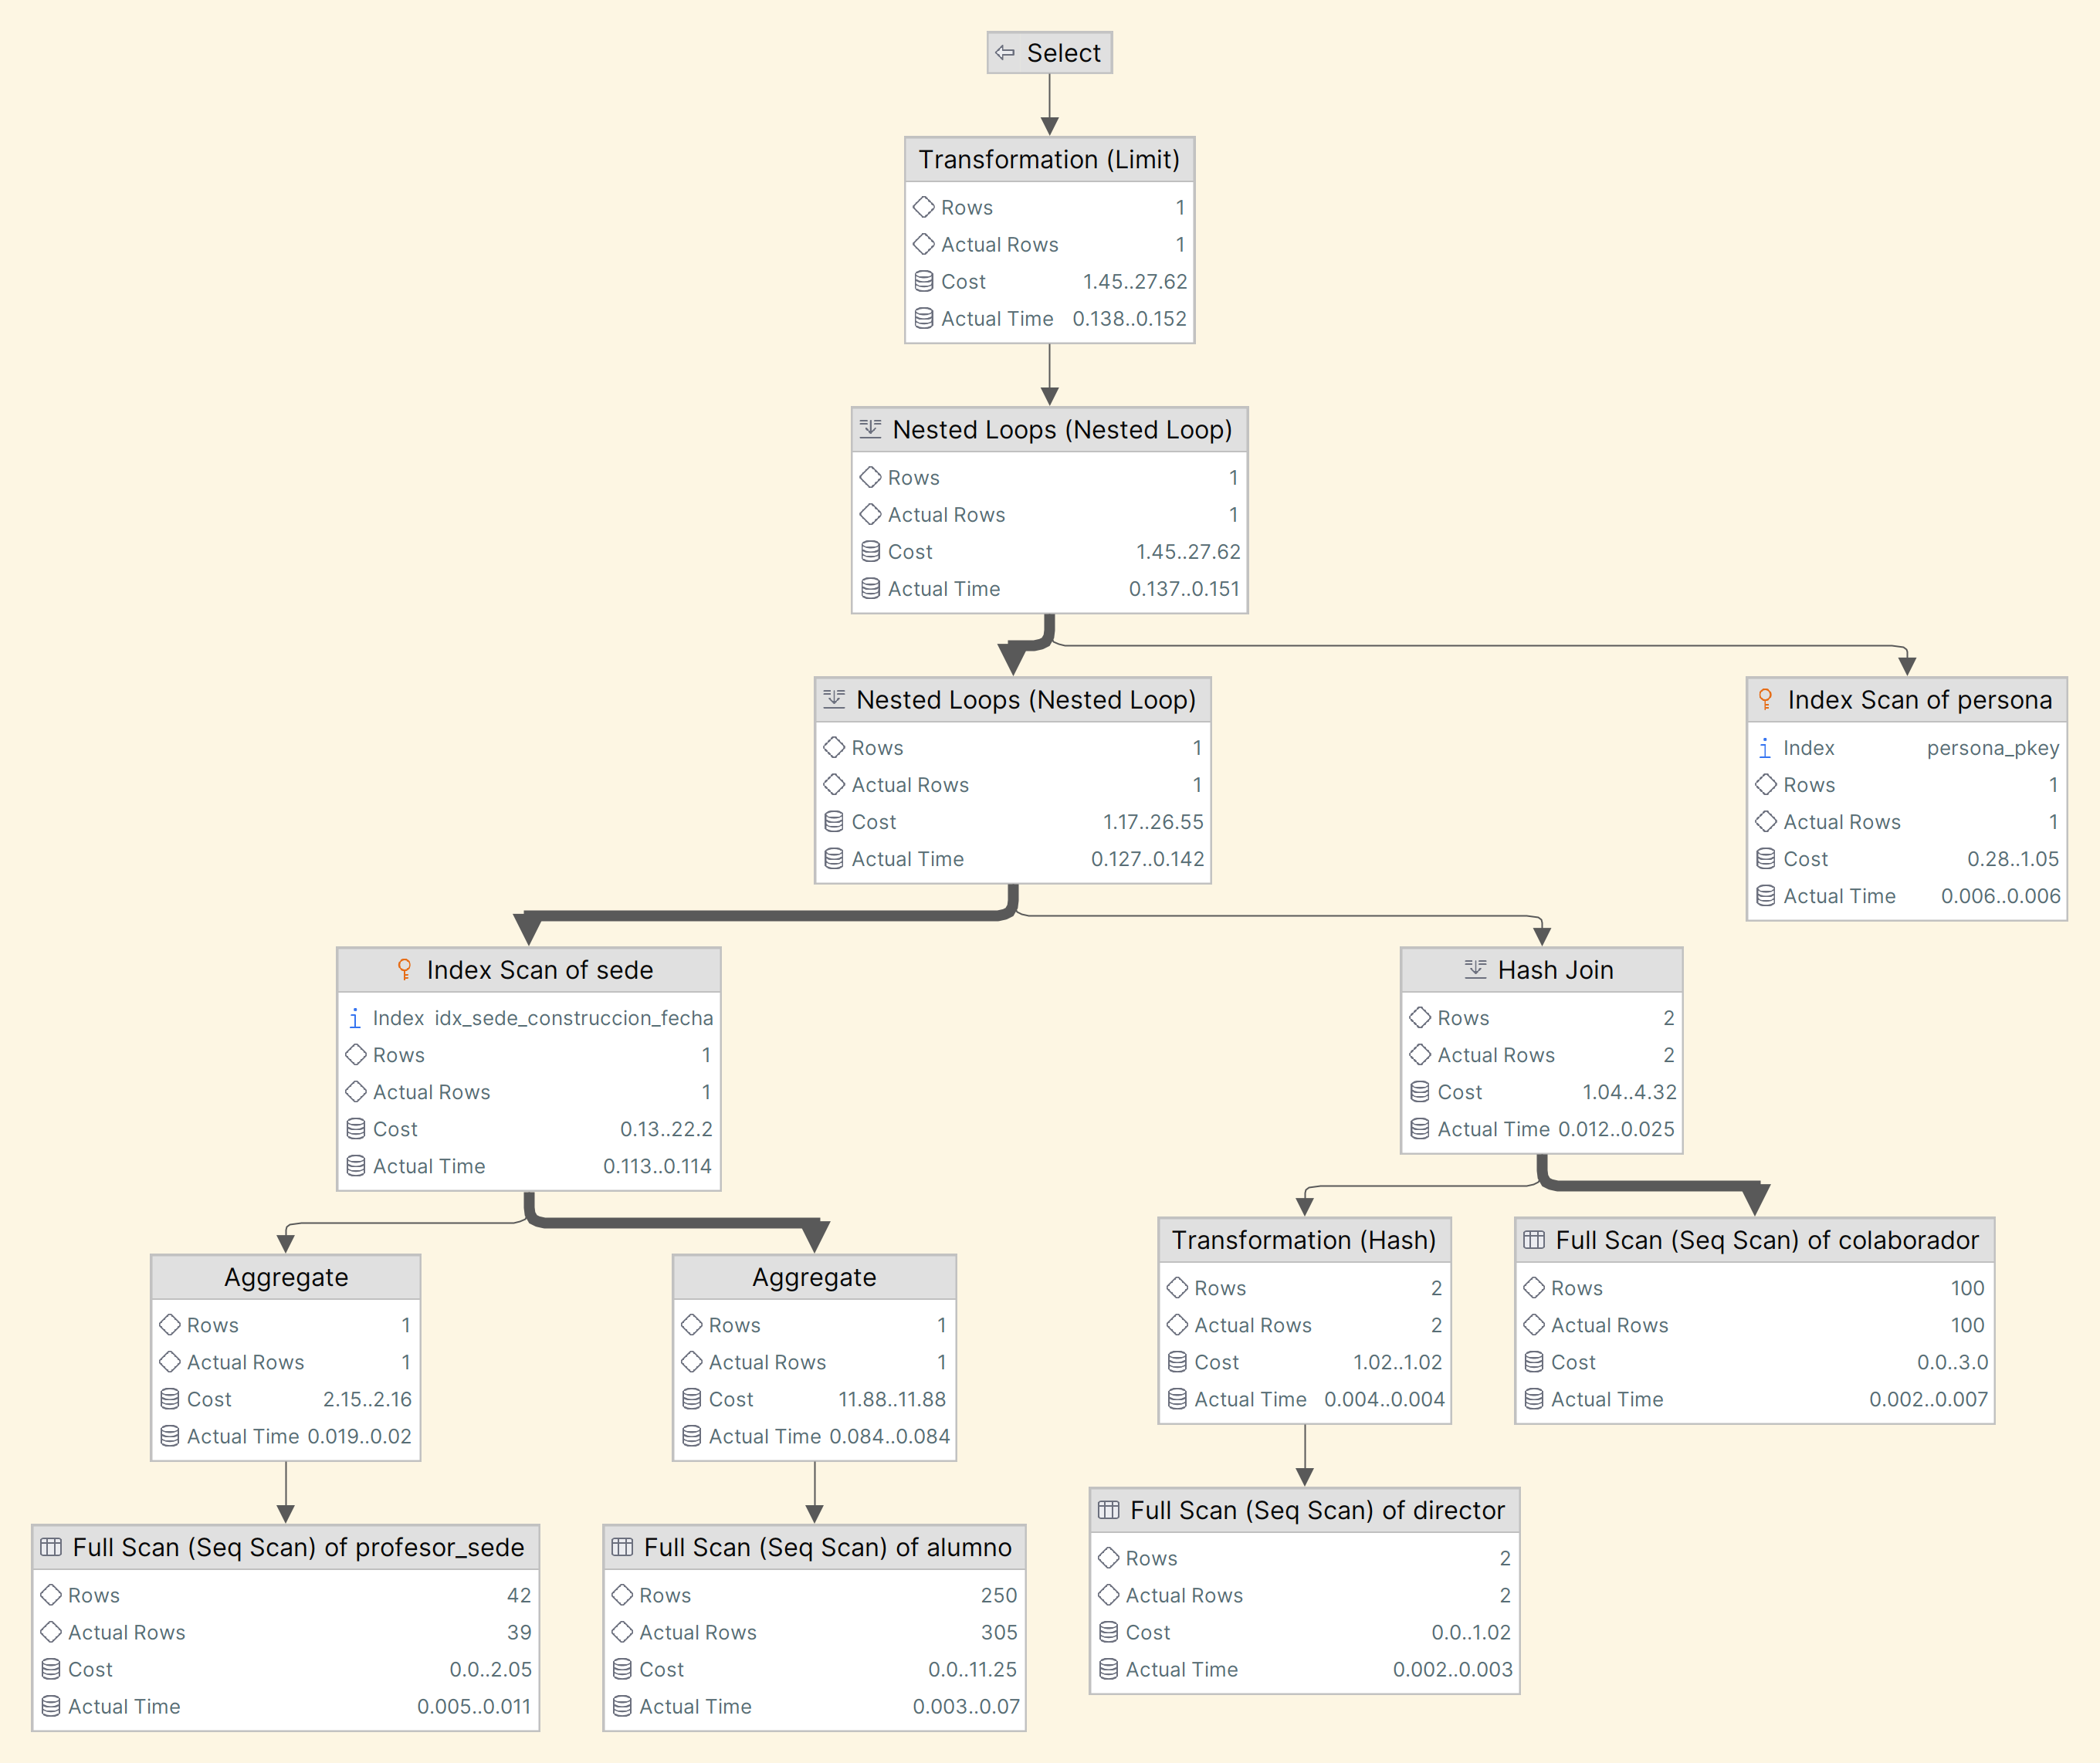 Select
Transformation (Limit)
Rows 1
Actual Rows 1
Cost 1.45..27.62
Actual Time 0.138..0.152
Nested Loops (Nested Loop)
Rows 1
Actual Rows 1
Cost 1.45..27.62
Actual Time 0.137..0.151
Nested Loops (Nested Loop)
Rows 1
Actual Rows 1
Cost 1.17..26.55
Actual Time 0.127..0.142
Index Scan of persona
Index persona_pkey
Rows 1
Actual Rows 1
Cost 0.28..1.05
Actual Time 0.006..0.006
Index Scan of sede
Index idx_sede_construccion_fecha
Rows 1
Actual Rows 1
Cost 0.13..22.2
Actual Time 0.113..0.114
Hash Join
Rows 2
Actual Rows 2
Cost 1.04..4.32
Actual Time 0.012..0.025
Aggregate
Rows 1
Actual Rows 1
Cost 2.15..2.16
Actual Time 0.019..0.02
Aggregate
Rows 1
Actual Rows 1
Cost 11.88..11.88
Actual Time 0.084..0.084
Transformation (Hash)
Rows 2
Actual Rows 2
Cost 1.02..1.02
Actual Time 0.004..0.004
Full Scan (Seq Scan) of colaborador
Rows 100
Actual Rows 100
Cost 0.0..3.0
Actual Time 0.002..0.007
Full Scan (Seq Scan) of profesor_sede
Rows 42
Actual Rows 39
Cost 0.0..2.05
Actual Time 0.005..0.011
Full Scan (Seq Scan) of alumno
Rows 250
Actual Rows 305
Cost 0.0..11.25
Actual Time 0.003..0.07
Full Scan (Seq Scan) of director
Rows 2
Actual Rows 2
Cost 0.0..1.02
Actual Time 0.002..0.003